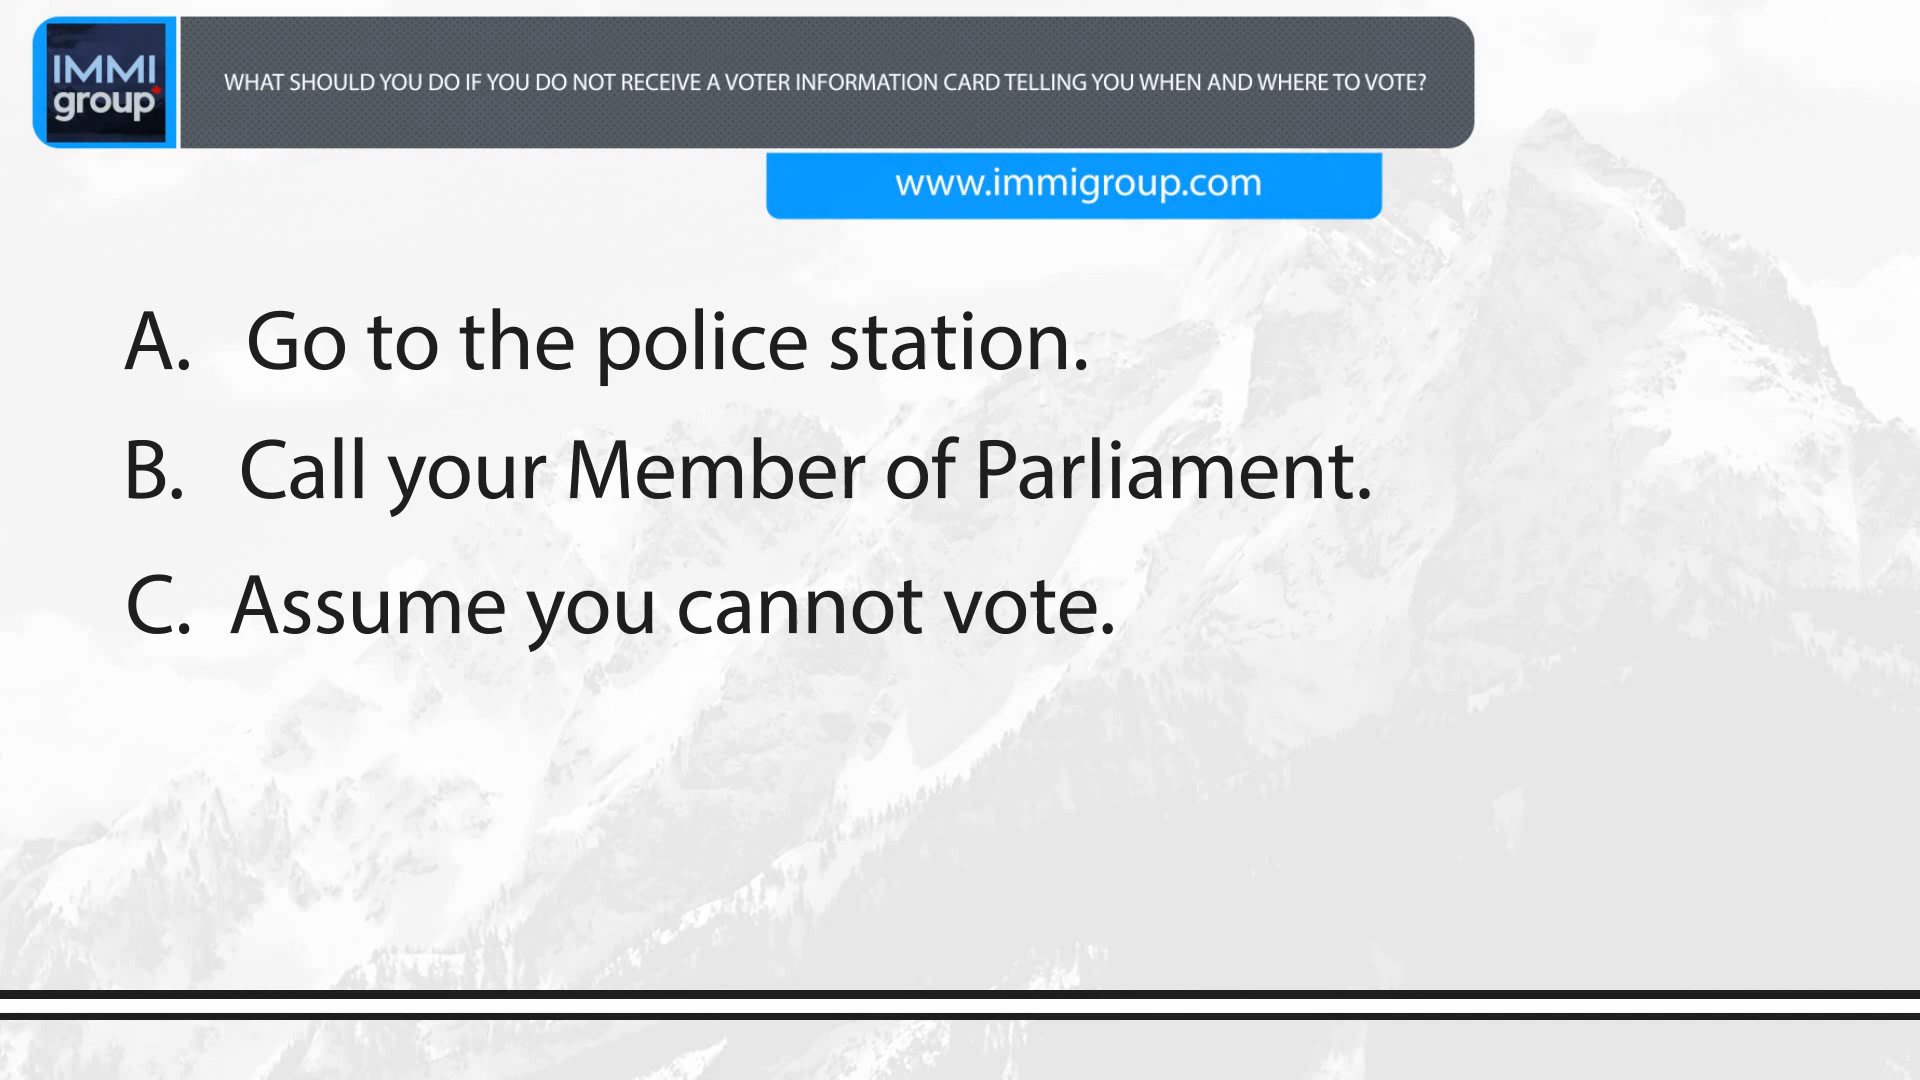 IMMI
group
WHAT SHOULD YOU DO IF YOU DO NOT RECEIVE A VOTER INFORMATION CARD TELLING YOU WHEN AND WHERE TO VOTE?
www.immigroup.com
A. Go to the police station.
B. Call your Member of Parliament.
C. Assume you cannot vote.